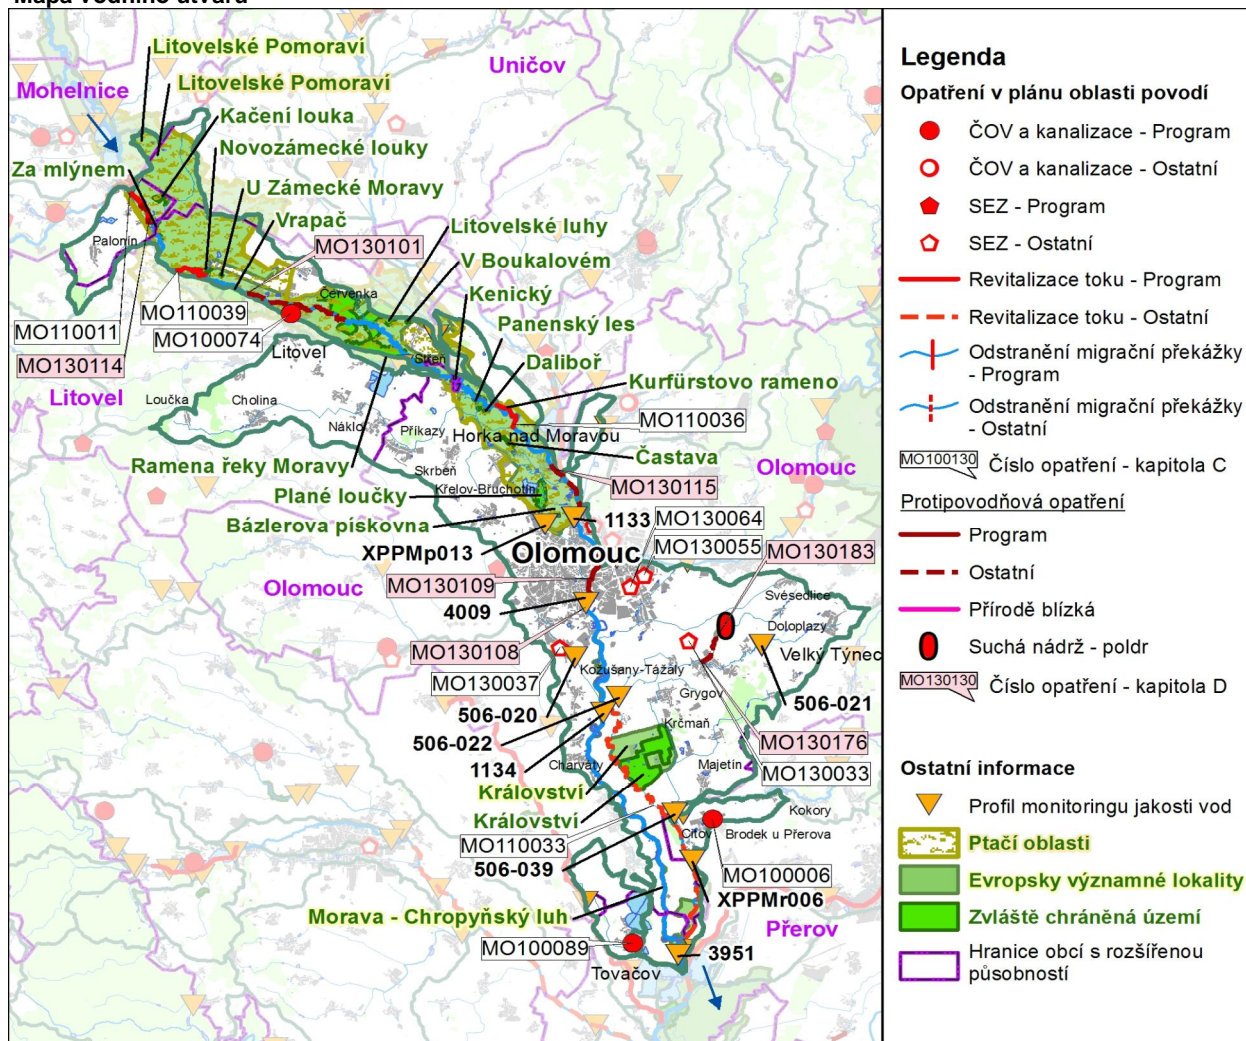 Mapa vodního útvaru
Litovelské Pomoraví
Uničov
Mohelnice
Litovelské Pomoraví
Kačení louka
Novozámecké louky
Za mlýnem
U Zámecké Moravy
Vrapač
Litovelské luhy
Palonín
MO130101
V Boukalovém
Červenka
Kenický
MO110039
Panenský les
MO110011
MO100074
Litovel
Střeň
Dalibor
MO130114
Kurfürstovo rameno
Litovel
Loučka
Cholina
MO110036
Náklo
Příkazy
Horka nad Moravou
Ramena řeky Moravy
Skrbeň
Častava
Olomouc
Plané loučky
Křelov-Břuchotín
MO130115
Bázlerova pískovna
1133
MO130064
XPPMp013
Olomouc
MO130055
MO130183
Olomouc
MO130109
Svésedlice
4009
Doloplazy
MO130108
Velký Týnec
Kožušany-Tážaly
MO130037
Grygov
506-020
506-021
Krčmaň
506-022
MO130176
1134
Charváty
Majetín
MO130033
Království
Království
Kokory
MO110033
Citov
Brodek u Přerova
506-039
MO100006
XPPMr006
Morava - Chropyňský luh
Přerov
MO100089
3951
Tovačov
Legenda
Opatření v plánu oblasti povodí
ČOV a kanalizace - Program
ČOV a kanalizace - Ostatní
SEZ - Program
SEZ - Ostatní
Revitalizace toku - Program
Revitalizace toku - Ostatní
Odstranění migrační překážky
- Program
Odstranění migrační překážky
- Ostatní
MO100130 Číslo opatření - kapitola C
Protipovodňová opatření
Program
Ostatní
Přírodě blízká
Suchá nádrž - poldr
MO130130 Číslo opatření - kapitola D
Ostatní informace
Profil monitoringu jakosti vod
Ptačí oblasti
Evropsky významné lokality
Zvláště chráněná území
Hranice obcí s rozšířenou
působností